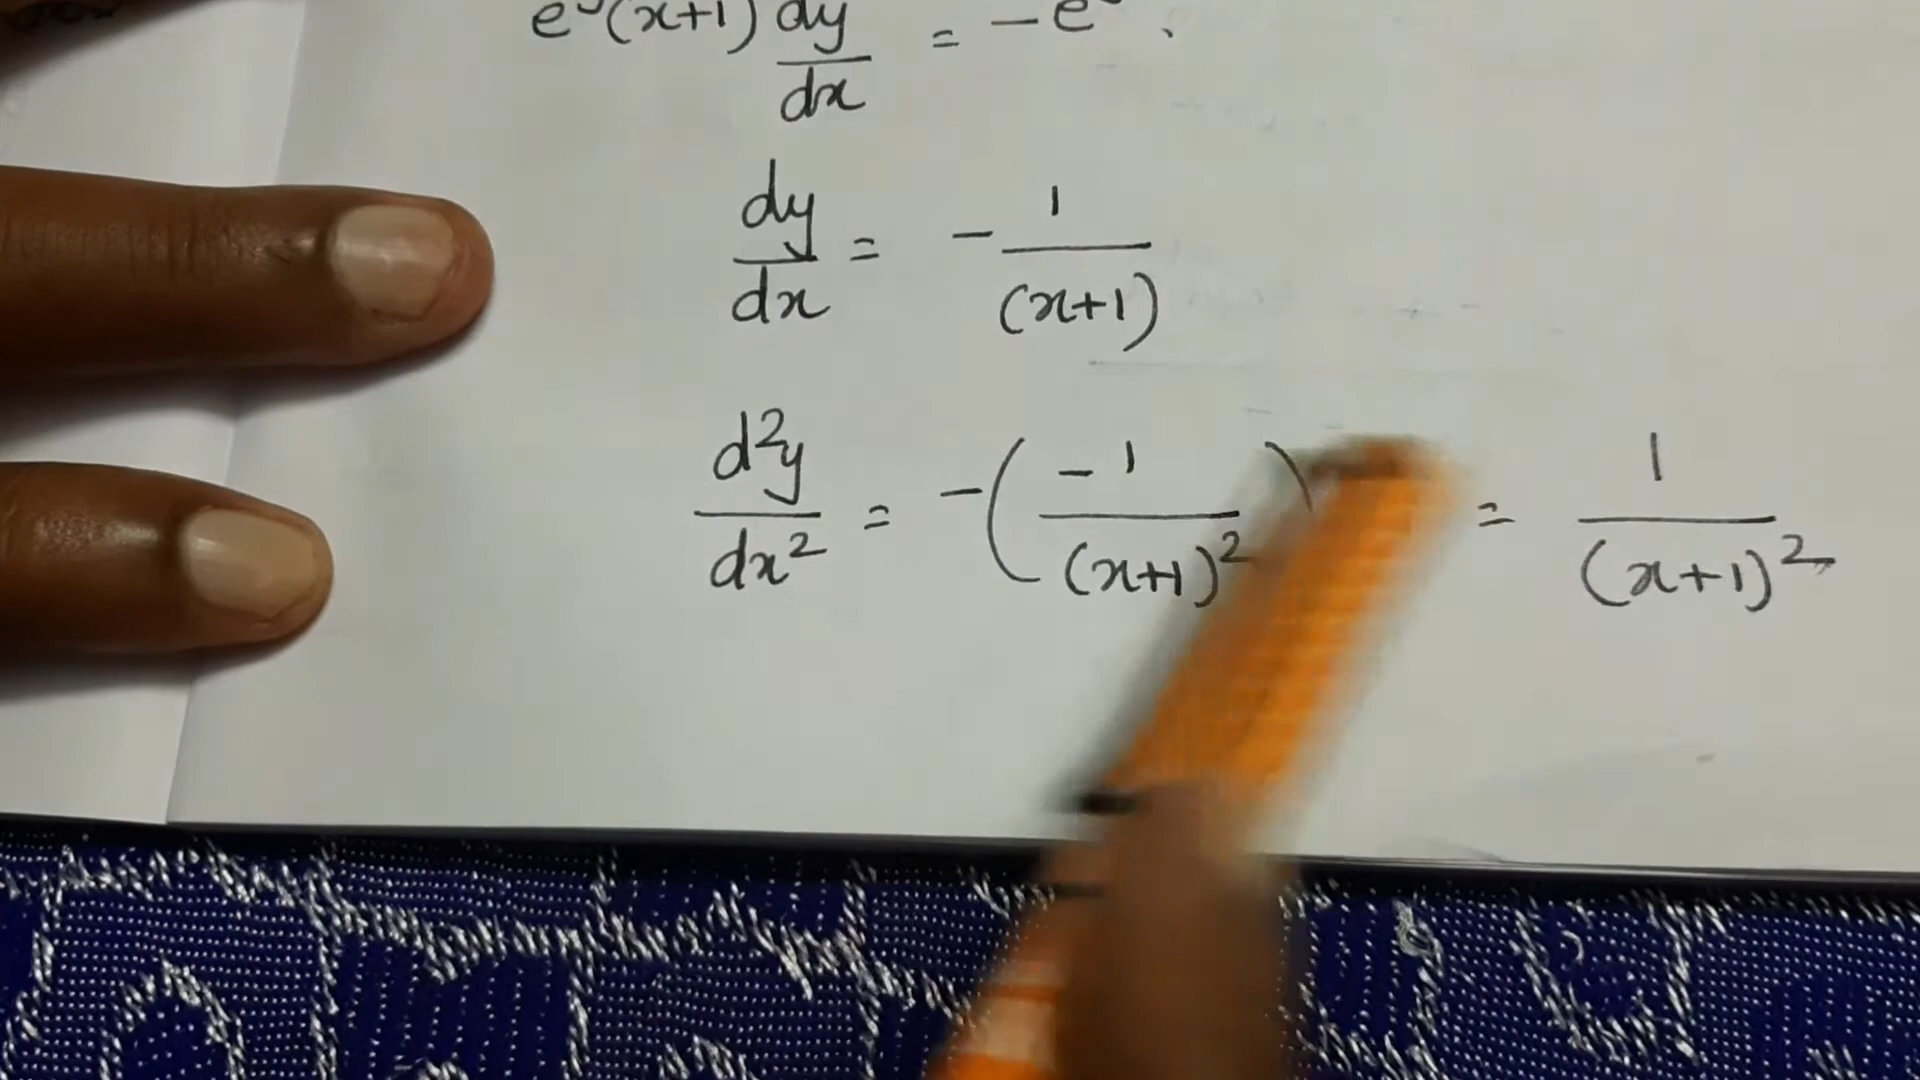 e^y (x+1) dy/dx = -e^y.
dy/dx = -1/(x+1)
d²y/dx² = -(-1/(x+1)²) = 1/(x+1)²